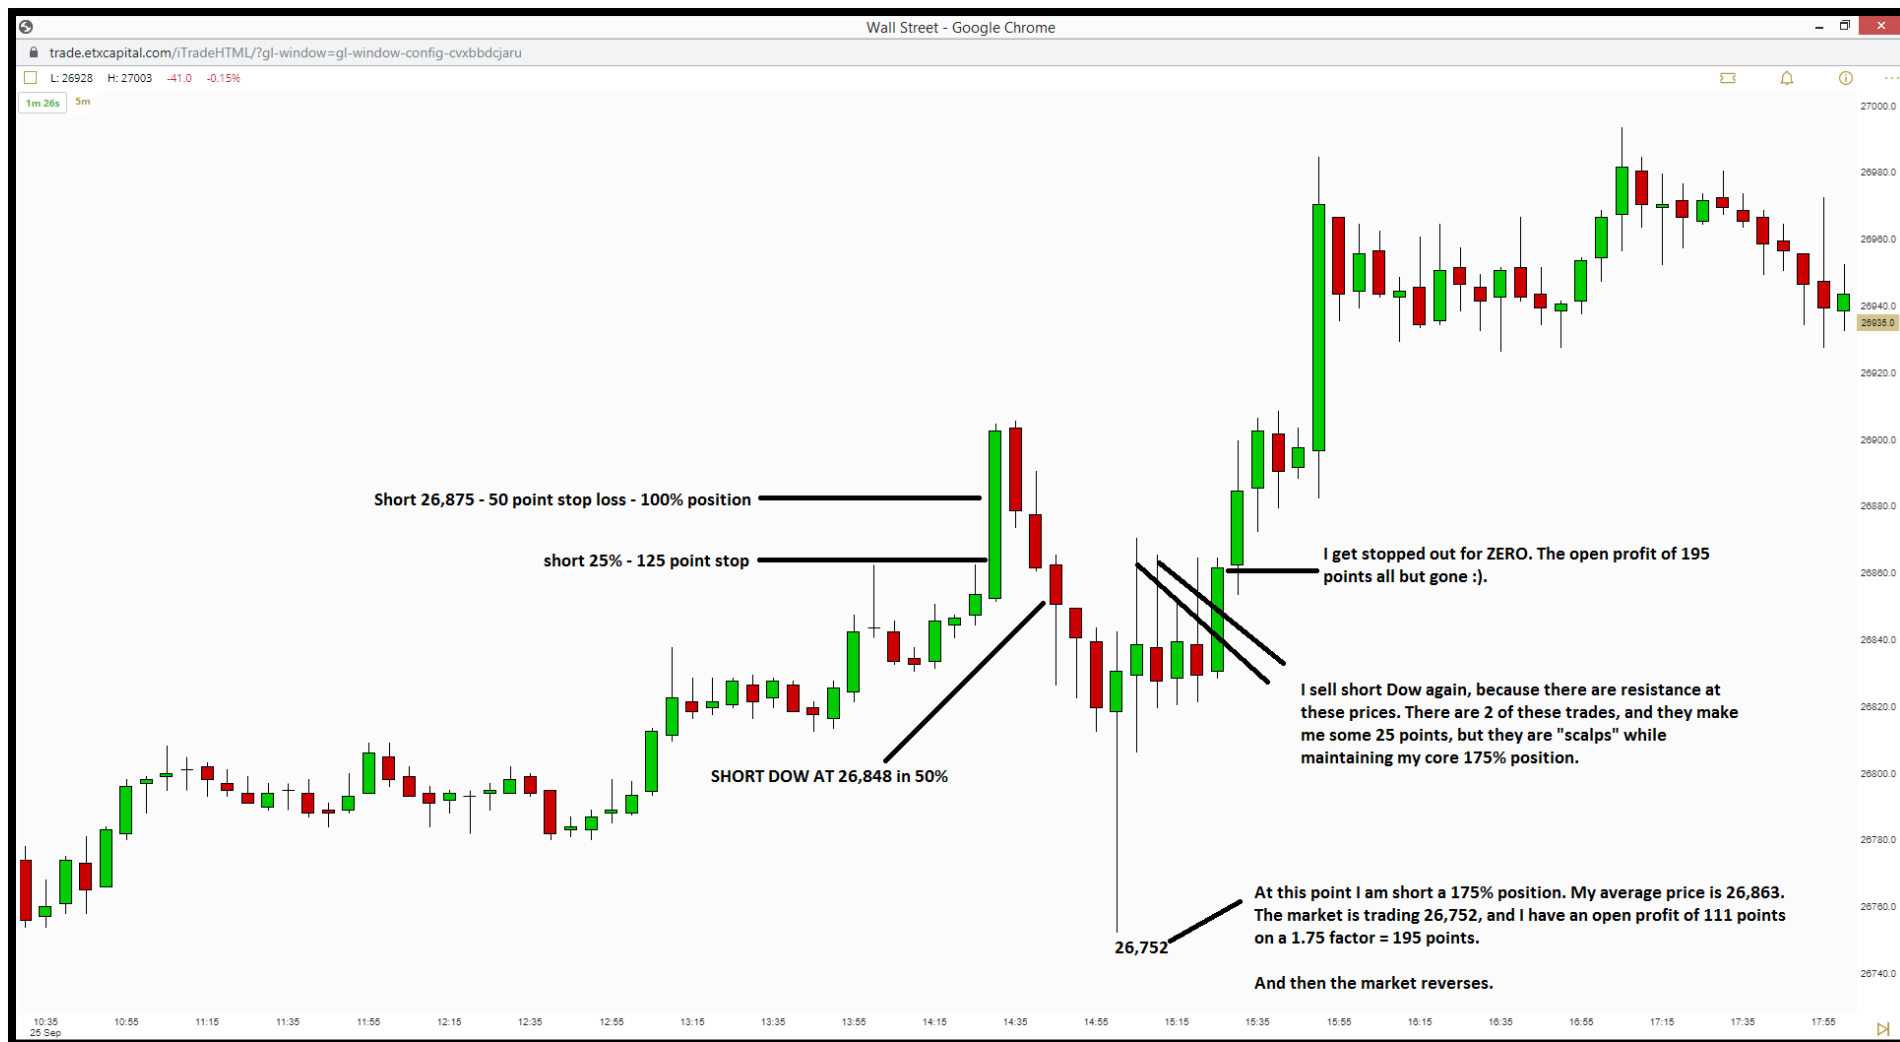 Wall Street - Google Chrome
trade.etxcapital.com/iTradeHTML/?gl-window=gl-window-config-cvxbbdcjaru
L: 26928 H: 27003 -41.0 -0.15%
1m 26s 5m
27000.0
26980.0
26960.0
26940.0
26935.0
26920.0
26900.0
26880.0
26860.0
26840.0
26820.0
26800.0
26780.0
26760.0
26740.0
Short 26,875 - 50 point stop loss - 100% position
short 25% - 125 point stop
I get stopped out for ZERO. The open profit of 195
points all but gone :).
I sell short Dow again, because there are resistance at
these prices. There are 2 of these trades, and they make
me some 25 points, but they are "scalps" while
maintaining my core 175% position.
SHORT DOW AT 26,848 in 50%
At this point I am short a 175% position. My average price is 26,863.
The market is trading 26,752, and I have an open profit of 111 points
on a 1.75 factor = 195 points.
26,752
And then the market reverses.
10:35 10:55 11:15 11:35 11:55 12:15 12:35 12:55 13:15 13:35 13:55 14:15 14:35 14:55 15:15 15:35 15:55 16:15 16:35 16:55 17:15 17:35 17:55
25 Sep